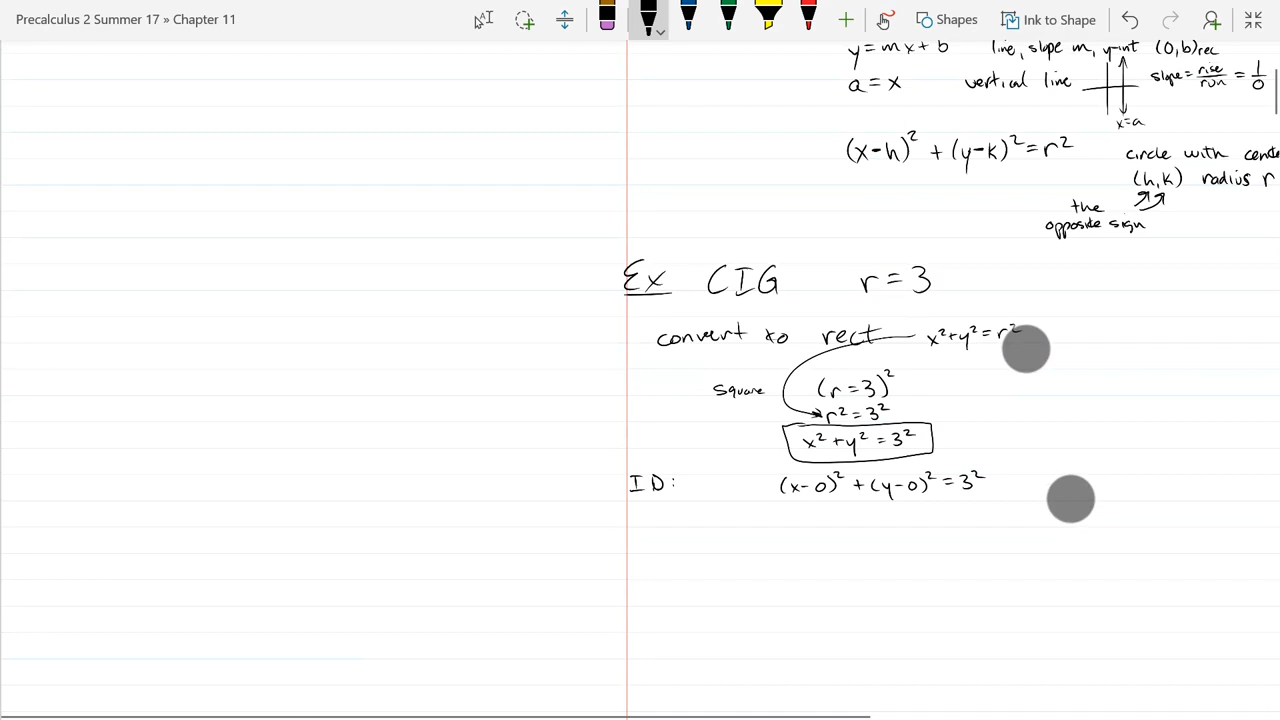 Precalculus 2 Summer 17 » Chapter 11
Shapes
Ink to Shape
y = mx + b line, slope m, y-int (0,b)rec
a = x vertical line slope = rise/run = 1/0
x=a
(x-h)² + (y-k)² = r²
circle with cente
(h,k) radius r
the
opposite sign
Ex CIG r = 3
convert to rect x²+y²=r²
square (r = 3)²
r² = 3²
x² + y² = 3²
ID: (x-0)² + (y-0)² = 3²